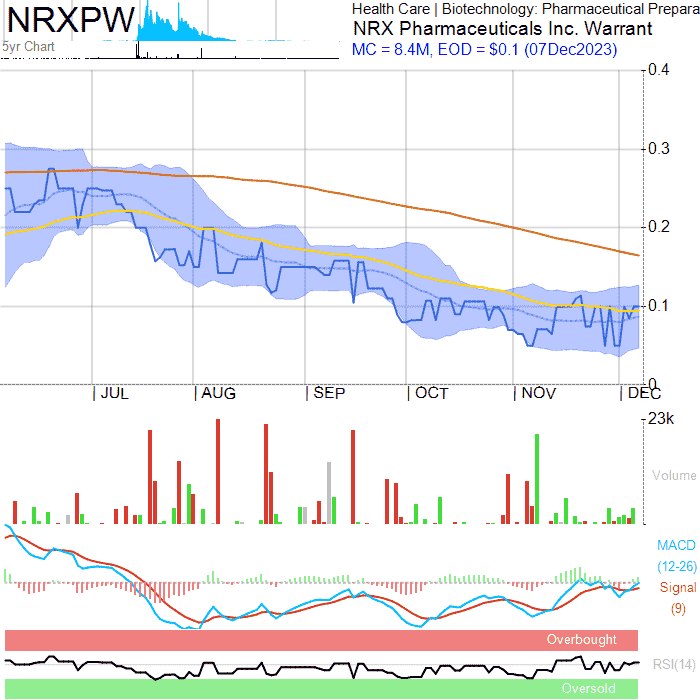 NRXPW
5yr Chart
Health Care | Biotechnology: Pharmaceutical Prepara
NRX Pharmaceuticals Inc. Warrant
MC = 8.4M, EOD = $0.1 (07Dec2023)
0.4
0.3
0.2
0.1
0
JUL AUG SEP OCT NOV DEC
23k
Volume
MACD
(12-26)
Signal
(9)
Overbought
RSI(14)
Oversold